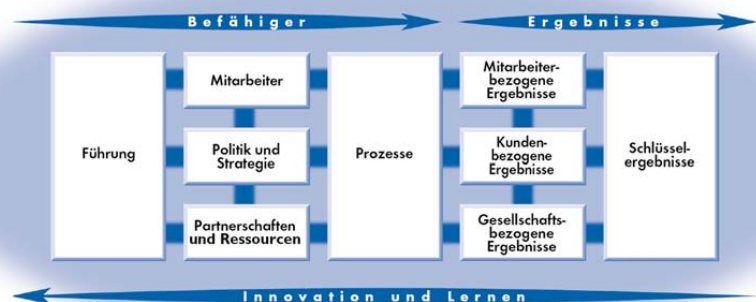 Befähiger
Ergebnisse
Führung
Mitarbeiter
Politik und
Strategie
Partnerschaften
und Ressourcen
Prozesse
Mitarbeiter-
bezogene
Ergebnisse
Kunden-
bezogene
Ergebnisse
Gesellschafts-
bezogene
Ergebnisse
Schlüssel-
ergebnisse
Innovation und Lernen